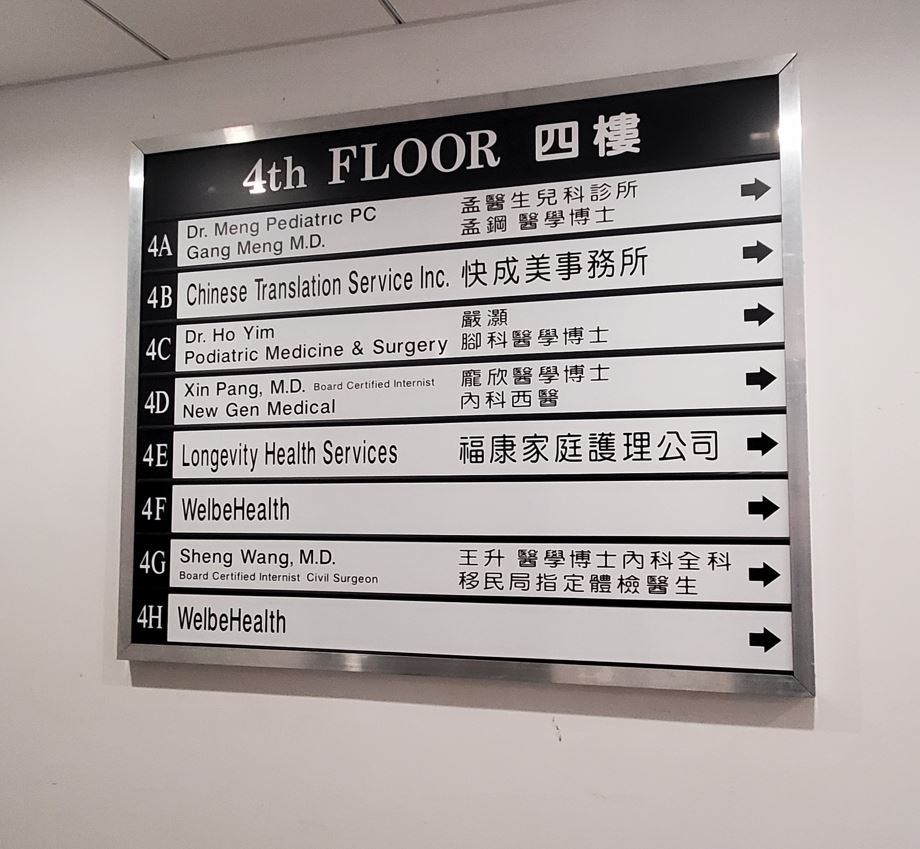 4th FLOOR 四樓
4A Dr. Meng Pediatric PC 孟醫生兒科診所
Gang Meng M.D. 孟鋼 醫學博士
4B Chinese Translation Service Inc. 快成美事務所
4C Dr. Ho Yim 嚴灝
Podiatric Medicine & Surgery 腳科醫學博士
4D Xin Pang, M.D. Board Certified Internist 龐欣醫學博士
New Gen Medical 內科西醫
4E Longevity Health Services 福康家庭護理公司
4F WelbeHealth
4G Sheng Wang, M.D. 王升 醫學博士內科全科
Board Certified Internist Civil Surgeon 移民局指定體檢醫生
4H WelbeHealth